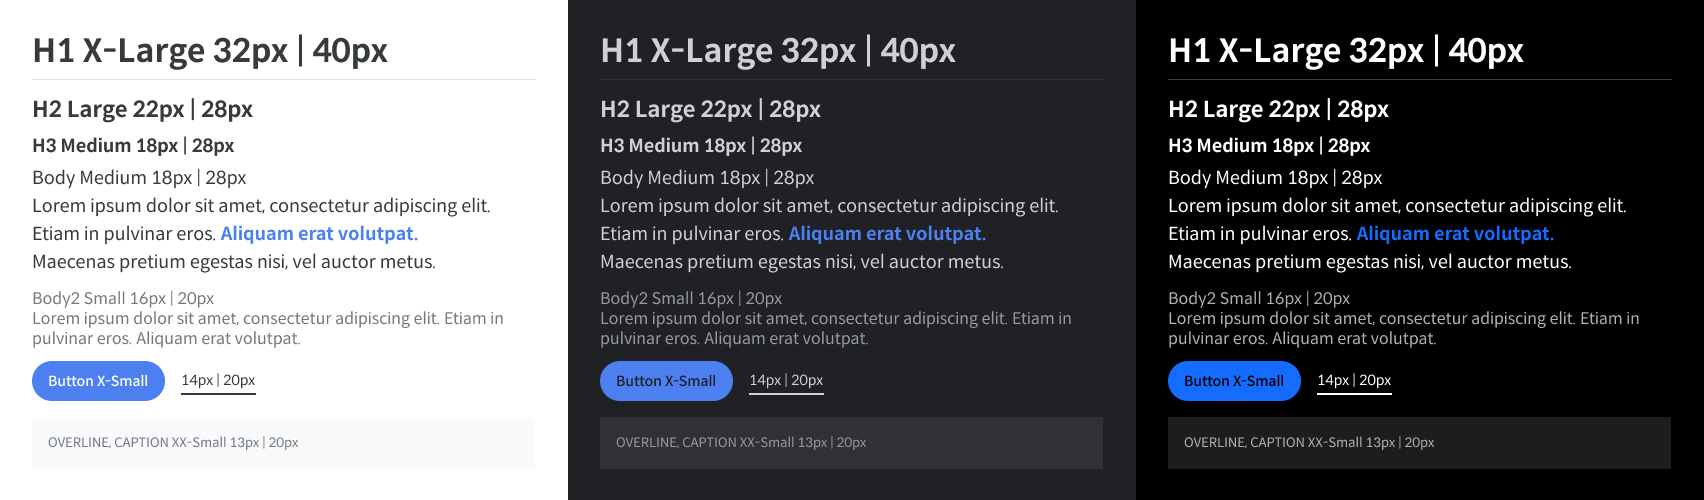 H1 X-Large 32px | 40px
H2 Large 22px | 28px
H3 Medium 18px | 28px
Body Medium 18px | 28px
Lorem ipsum dolor sit amet, consectetur adipiscing elit.
Etiam in pulvinar eros. Aliquam erat volutpat.
Maecenas pretium egestas nisi, vel auctor metus.
Body2 Small 16px | 20px
Lorem ipsum dolor sit amet, consectetur adipiscing elit. Etiam in
pulvinar eros. Aliquam erat volutpat.
Button X-Small 14px | 20px
OVERLINE, CAPTION XX-Small 13px | 20px
H1 X-Large 32px | 40px
H2 Large 22px | 28px
H3 Medium 18px | 28px
Body Medium 18px | 28px
Lorem ipsum dolor sit amet, consectetur adipiscing elit.
Etiam in pulvinar eros. Aliquam erat volutpat.
Maecenas pretium egestas nisi, vel auctor metus.
Body2 Small 16px | 20px
Lorem ipsum dolor sit amet, consectetur adipiscing elit. Etiam in
pulvinar eros. Aliquam erat volutpat.
Button X-Small 14px | 20px
OVERLINE, CAPTION XX-Small 13px | 20px
H1 X-Large 32px | 40px
H2 Large 22px | 28px
H3 Medium 18px | 28px
Body Medium 18px | 28px
Lorem ipsum dolor sit amet, consectetur adipiscing elit.
Etiam in pulvinar eros. Aliquam erat volutpat.
Maecenas pretium egestas nisi, vel auctor metus.
Body2 Small 16px | 20px
Lorem ipsum dolor sit amet, consectetur adipiscing elit. Etiam in
pulvinar eros. Aliquam erat volutpat.
Button X-Small 14px | 20px
OVERLINE, CAPTION XX-Small 13px | 20px